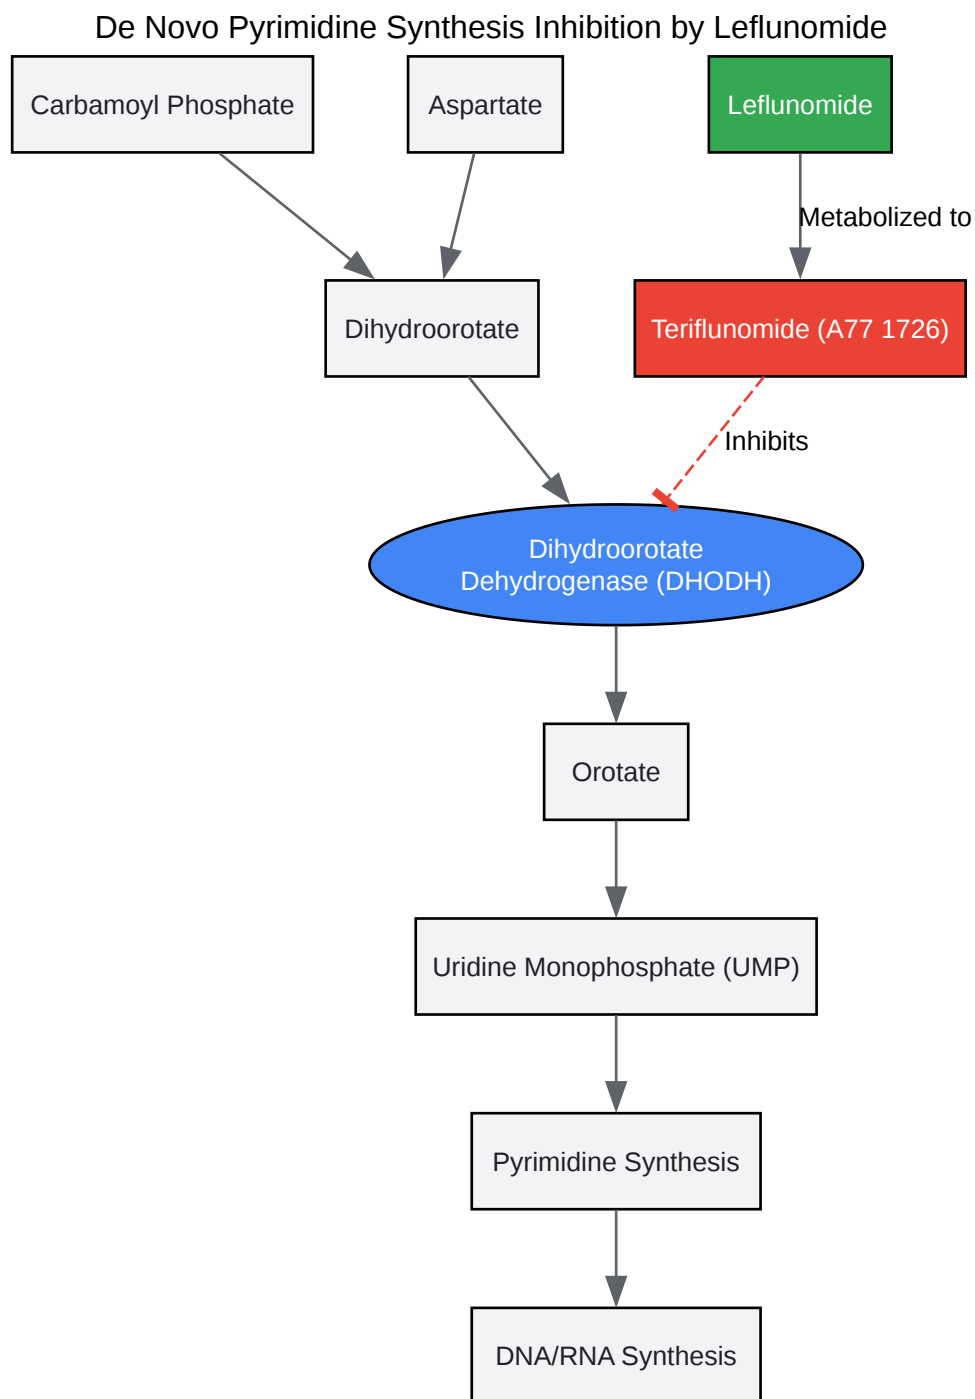 De Novo Pyrimidine Synthesis Inhibition by Leflunomide
Carbamoyl Phosphate
Aspartate
Leflunomide
Metabolized to
Dihydroorotate
Teriflunomide (A77 1726)
Inhibits
Dihydroorotate
Dehydrogenase (DHODH)
Orotate
Uridine Monophosphate (UMP)
Pyrimidine Synthesis
DNA/RNA Synthesis